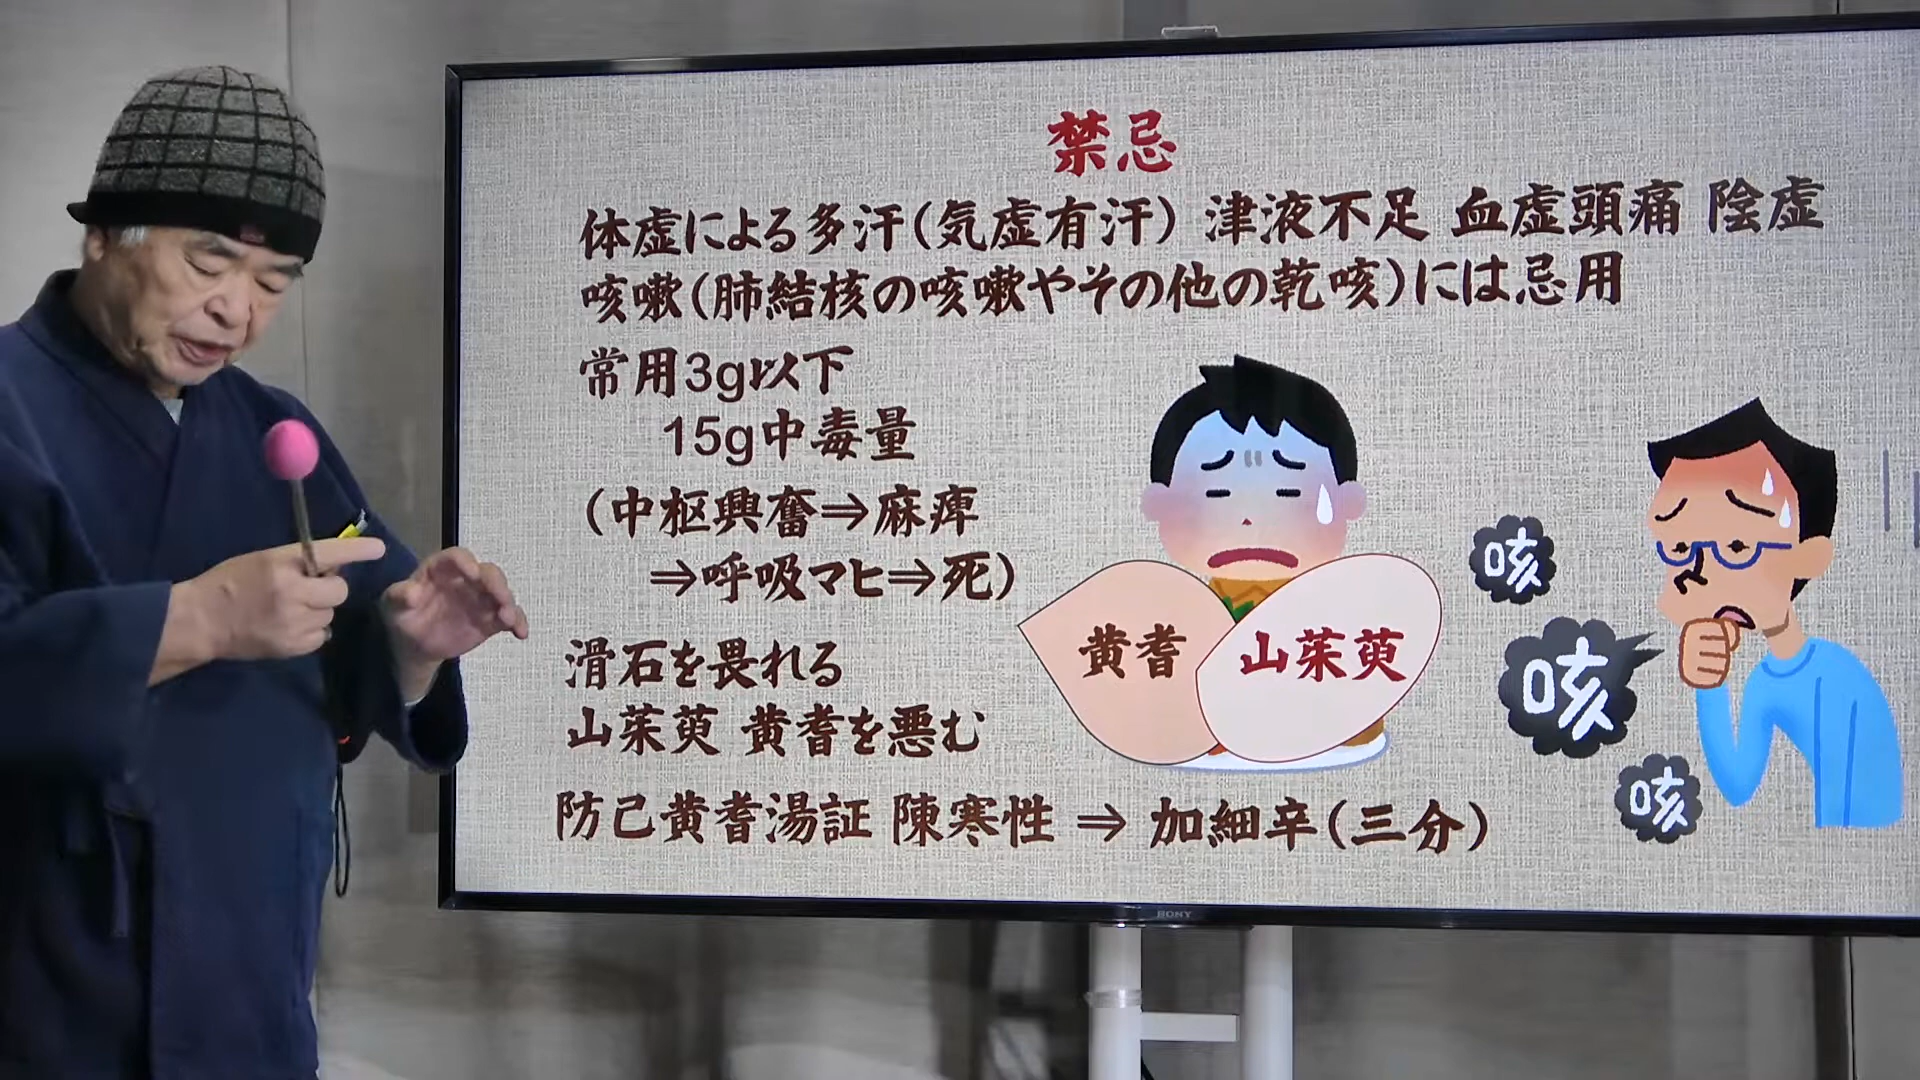 禁忌
体虚による多汗(気虚有汗) 津液不足 血虚頭痛 陰虚
咳嗽(肺結核の咳嗽やその他の乾咳)には忌用
常用3g以下
15g中毒量
(中枢興奮⇒麻痺
⇒呼吸マヒ⇒死)
滑石を畏れる
山茱萸 黄耆を悪む
防己黄耆湯証 陳寒性 ⇒ 加細辛(三分)
黄耆
山茱萸
咳
咳
咳
SONY